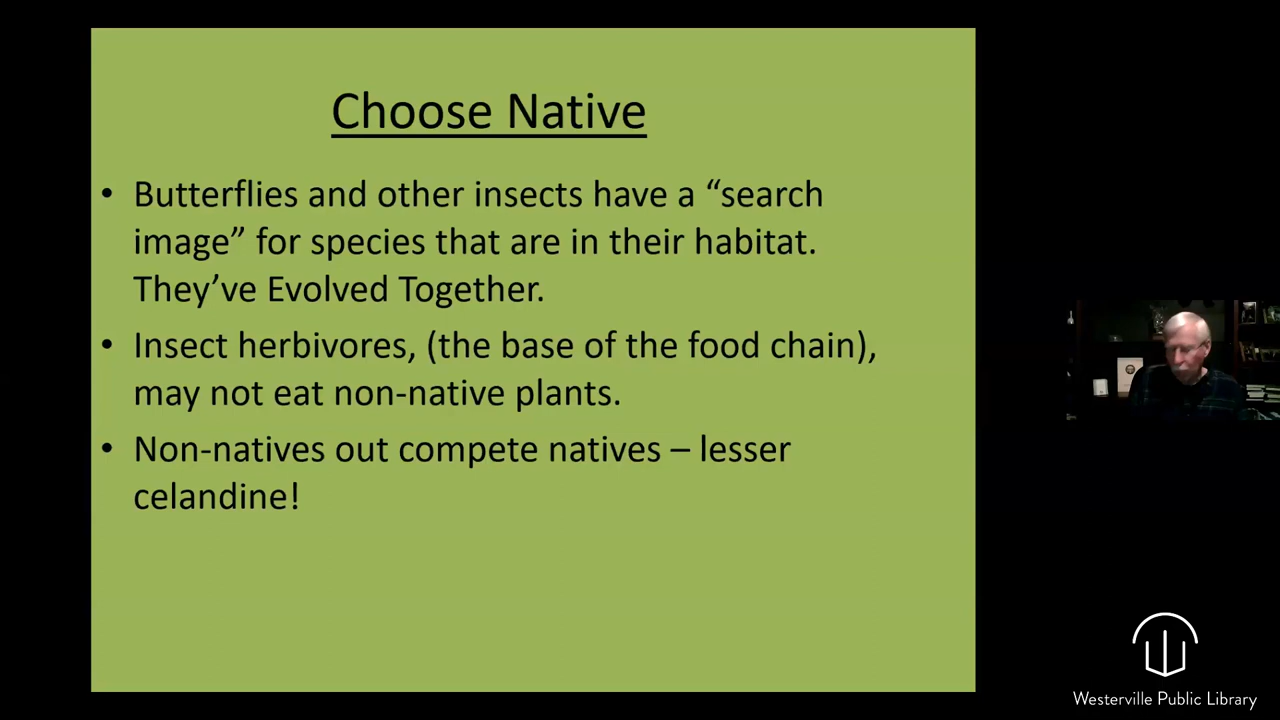 Choose Native
• Butterflies and other insects have a “search
image” for species that are in their habitat.
They’ve Evolved Together.
• Insect herbivores, (the base of the food chain),
may not eat non-native plants.
• Non-natives out compete natives – lesser
celandine!
Westerville Public Library